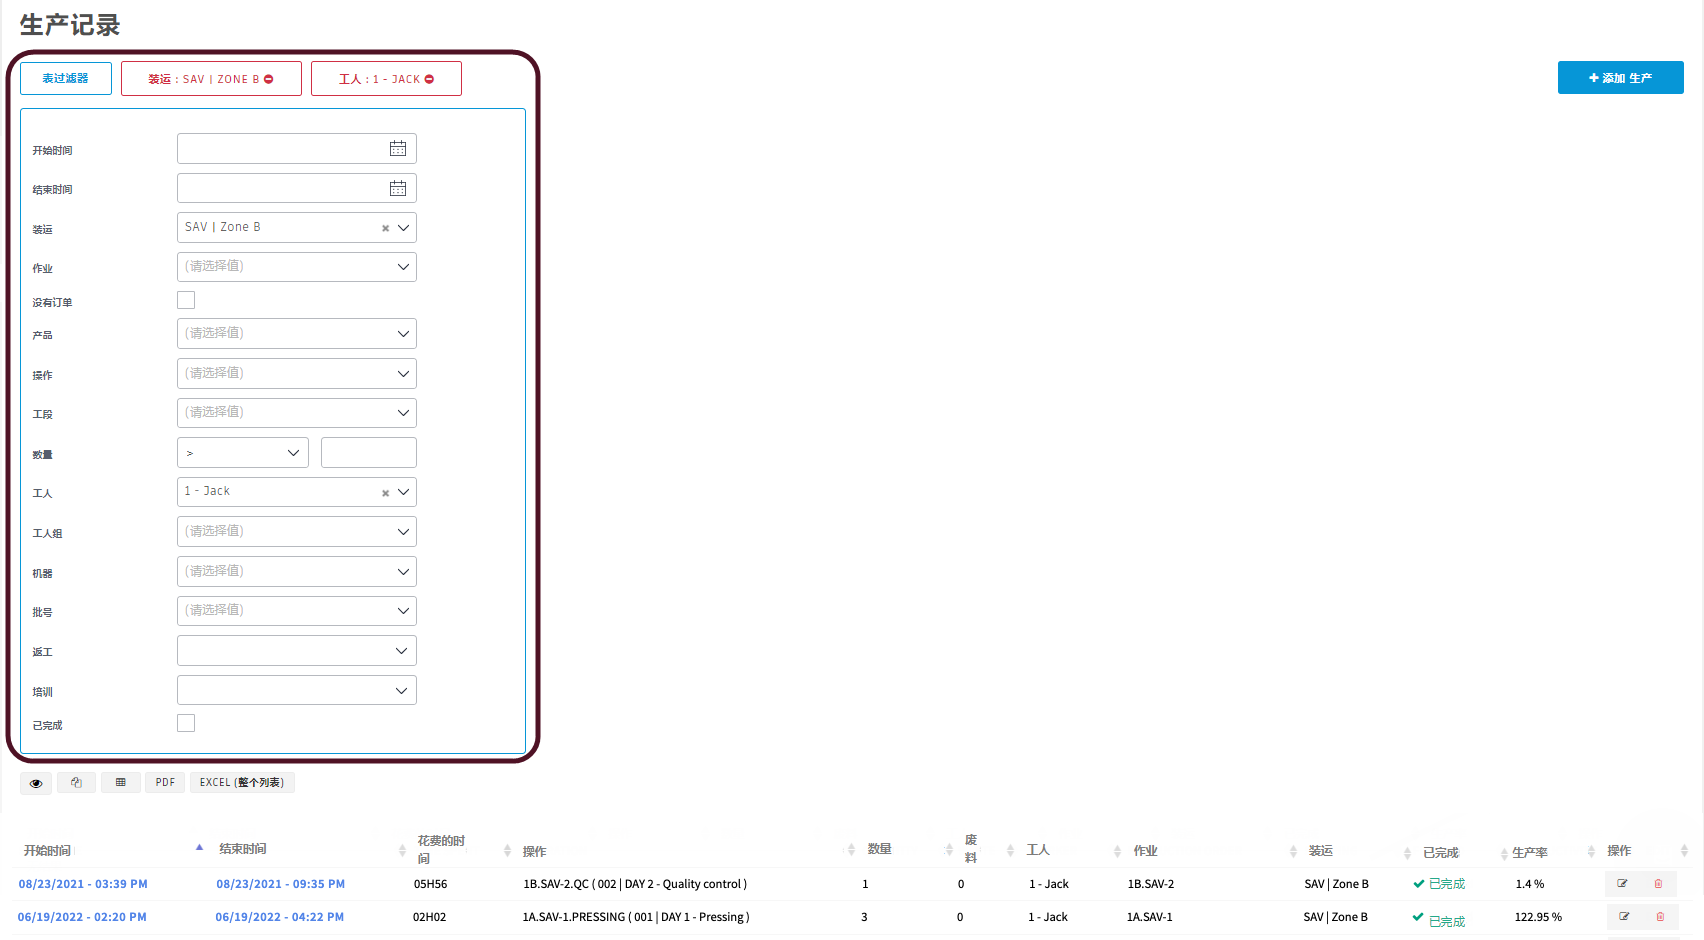 生产记录
表过滤器 装运 : SAV | ZONE B 工人 : 1 - JACK 添加 生产
开始时间
结束时间
装运 SAV | Zone B
作业 (请选择值)
没有订单
产品 (请选择值)
操作 (请选择值)
工段 (请选择值)
数量 >
工人 1 - Jack
工人组 (请选择值)
机器 (请选择值)
批号 (请选择值)
返工
培训
已完成
PDF EXCEL (整个列表)
开始时间 结束时间 花费的时间 操作 数量 废料 工人 作业 装运 已完成 生产率 操作
08/23/2021 - 03:39 PM 08/23/2021 - 09:35 PM 05H56 1B.SAV-2.QC ( 002 | DAY 2 - Quality control ) 1 0 1 - Jack 1B.SAV-2 SAV | Zone B 已完成 1.4 %
06/19/2022 - 02:20 PM 06/19/2022 - 04:22 PM 02H02 1A.SAV-1.PRESSING ( 001 | DAY 1 - Pressing ) 3 0 1 - Jack 1A.SAV-1 SAV | Zone B 已完成 122.95 %